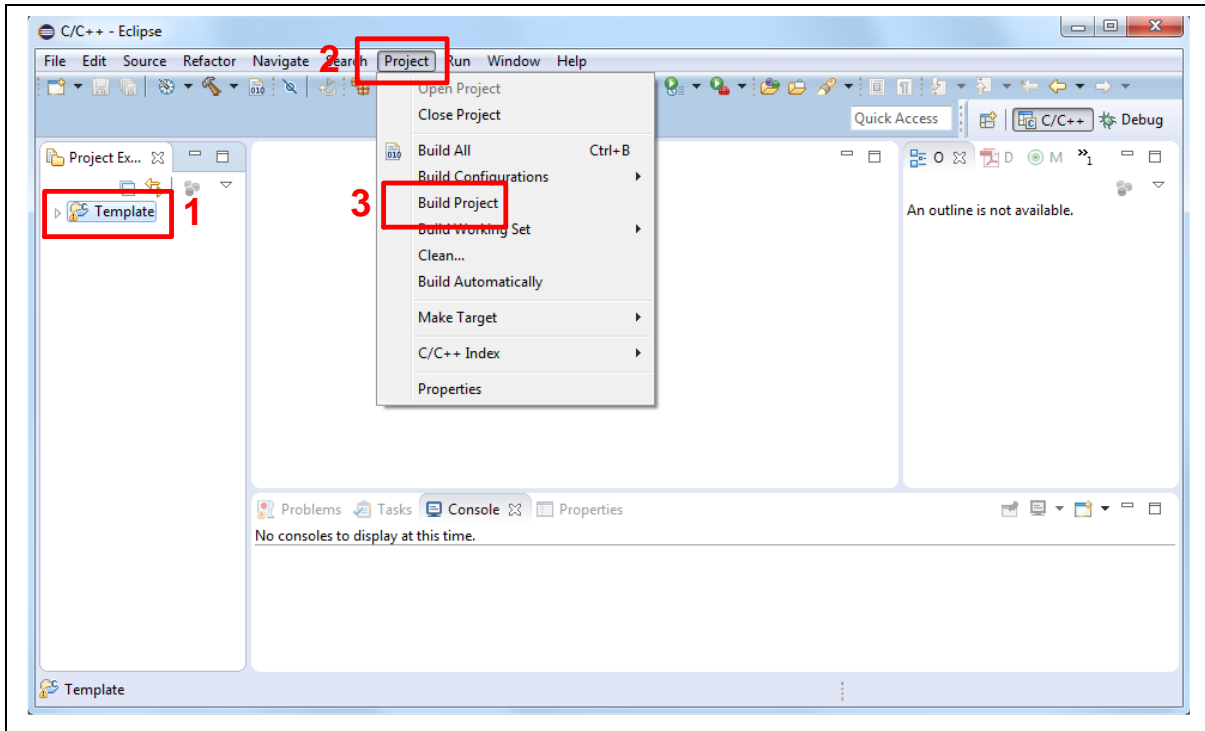 C/C++ - Eclipse
File Edit Source Refactor Navigate Search Project Run Window Help
2
Open Project
Close Project
Build All Ctrl+B
Build Configurations
Build Project
3
Build Working Set
Clean...
Build Automatically
Make Target
C/C++ Index
Properties
Quick Access C/C++ Debug
Project Ex...
Template
1
O D M »1
An outline is not available.
Problems Tasks Console Properties
No consoles to display at this time.
Template